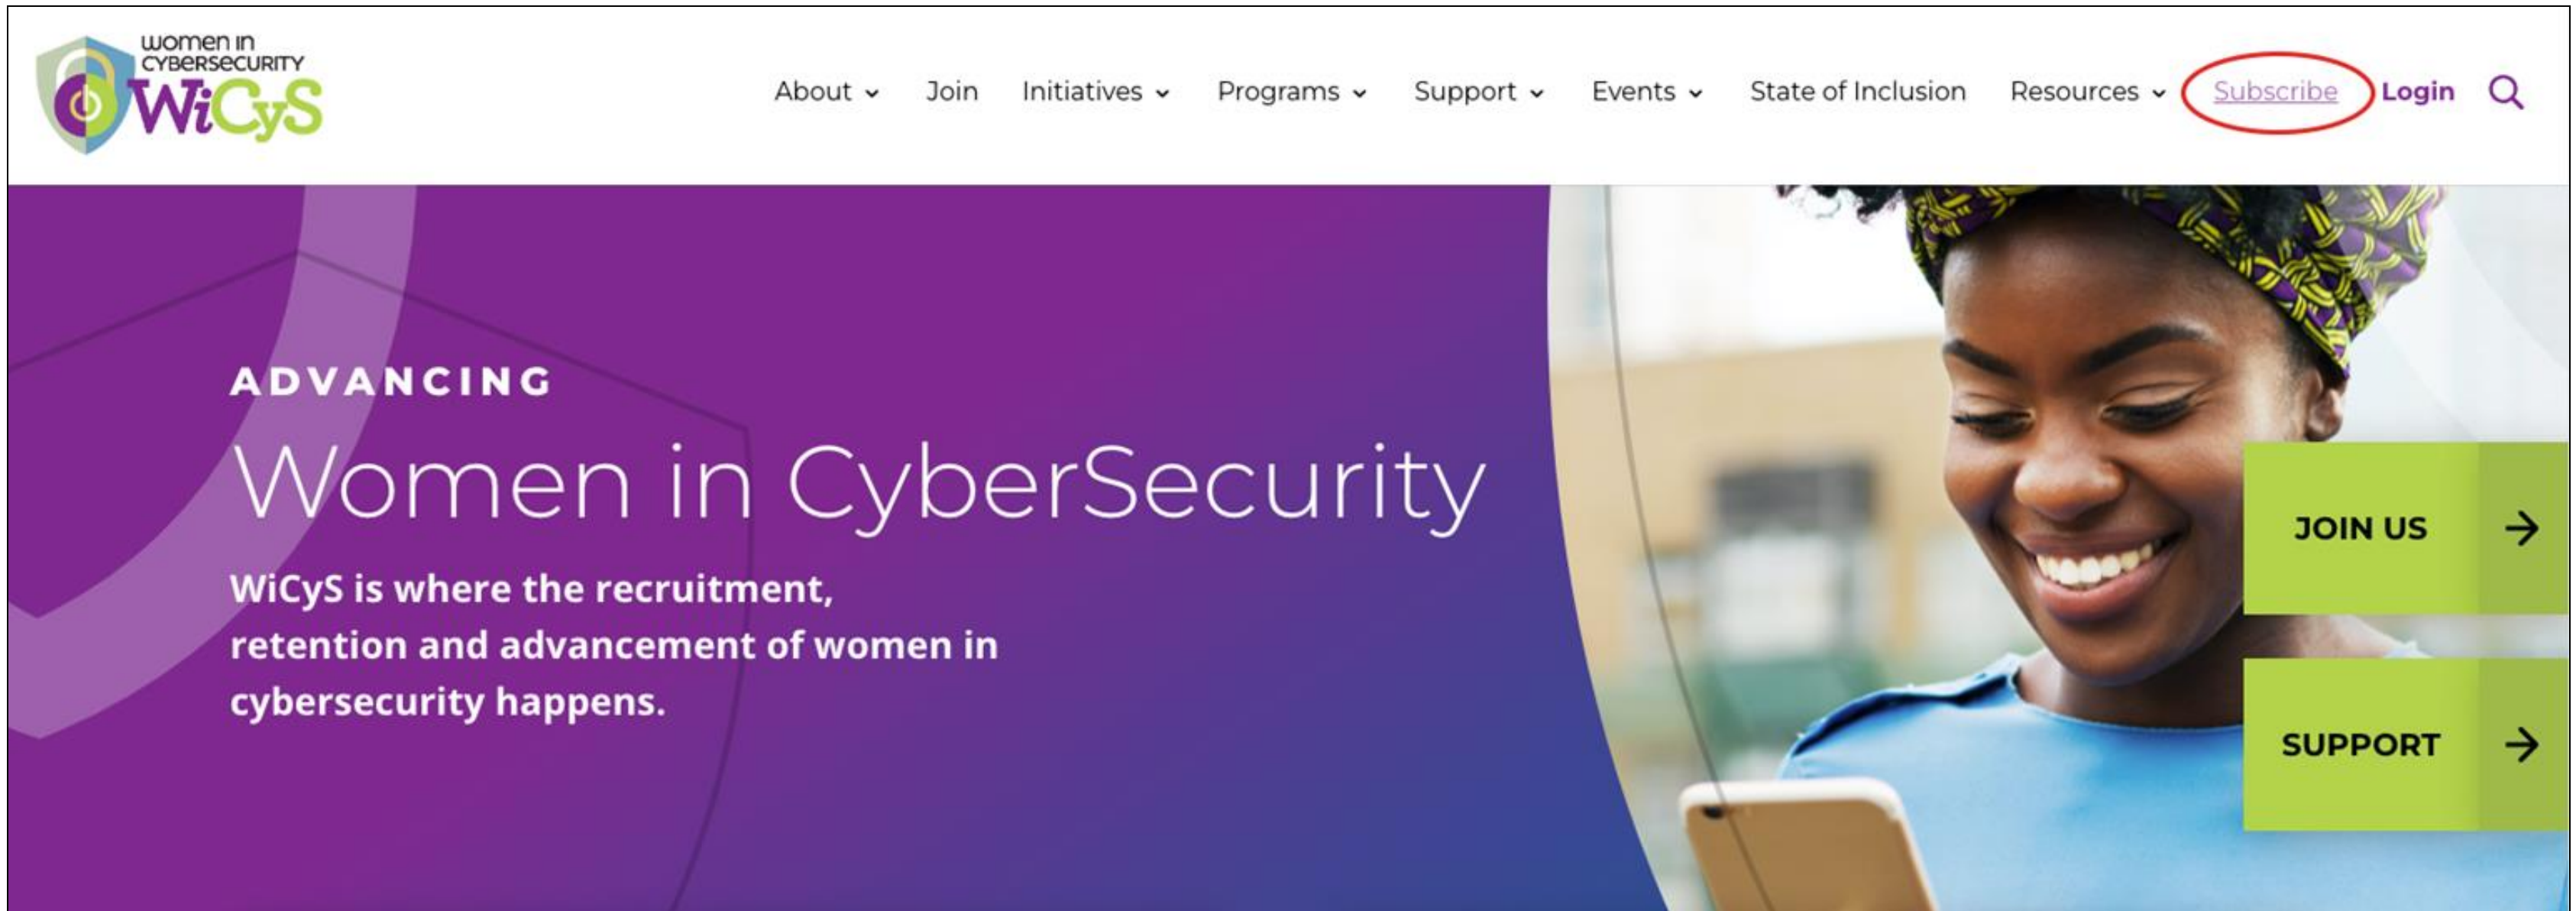 women in
CYBERSECURITY
WiCyS
About
Join
Initiatives
Programs
Support
Events
State of Inclusion
Resources
Subscribe
Login
ADVANCING
Women in CyberSecurity
WiCyS is where the recruitment,
retention and advancement of women in
cybersecurity happens.
JOIN US
SUPPORT